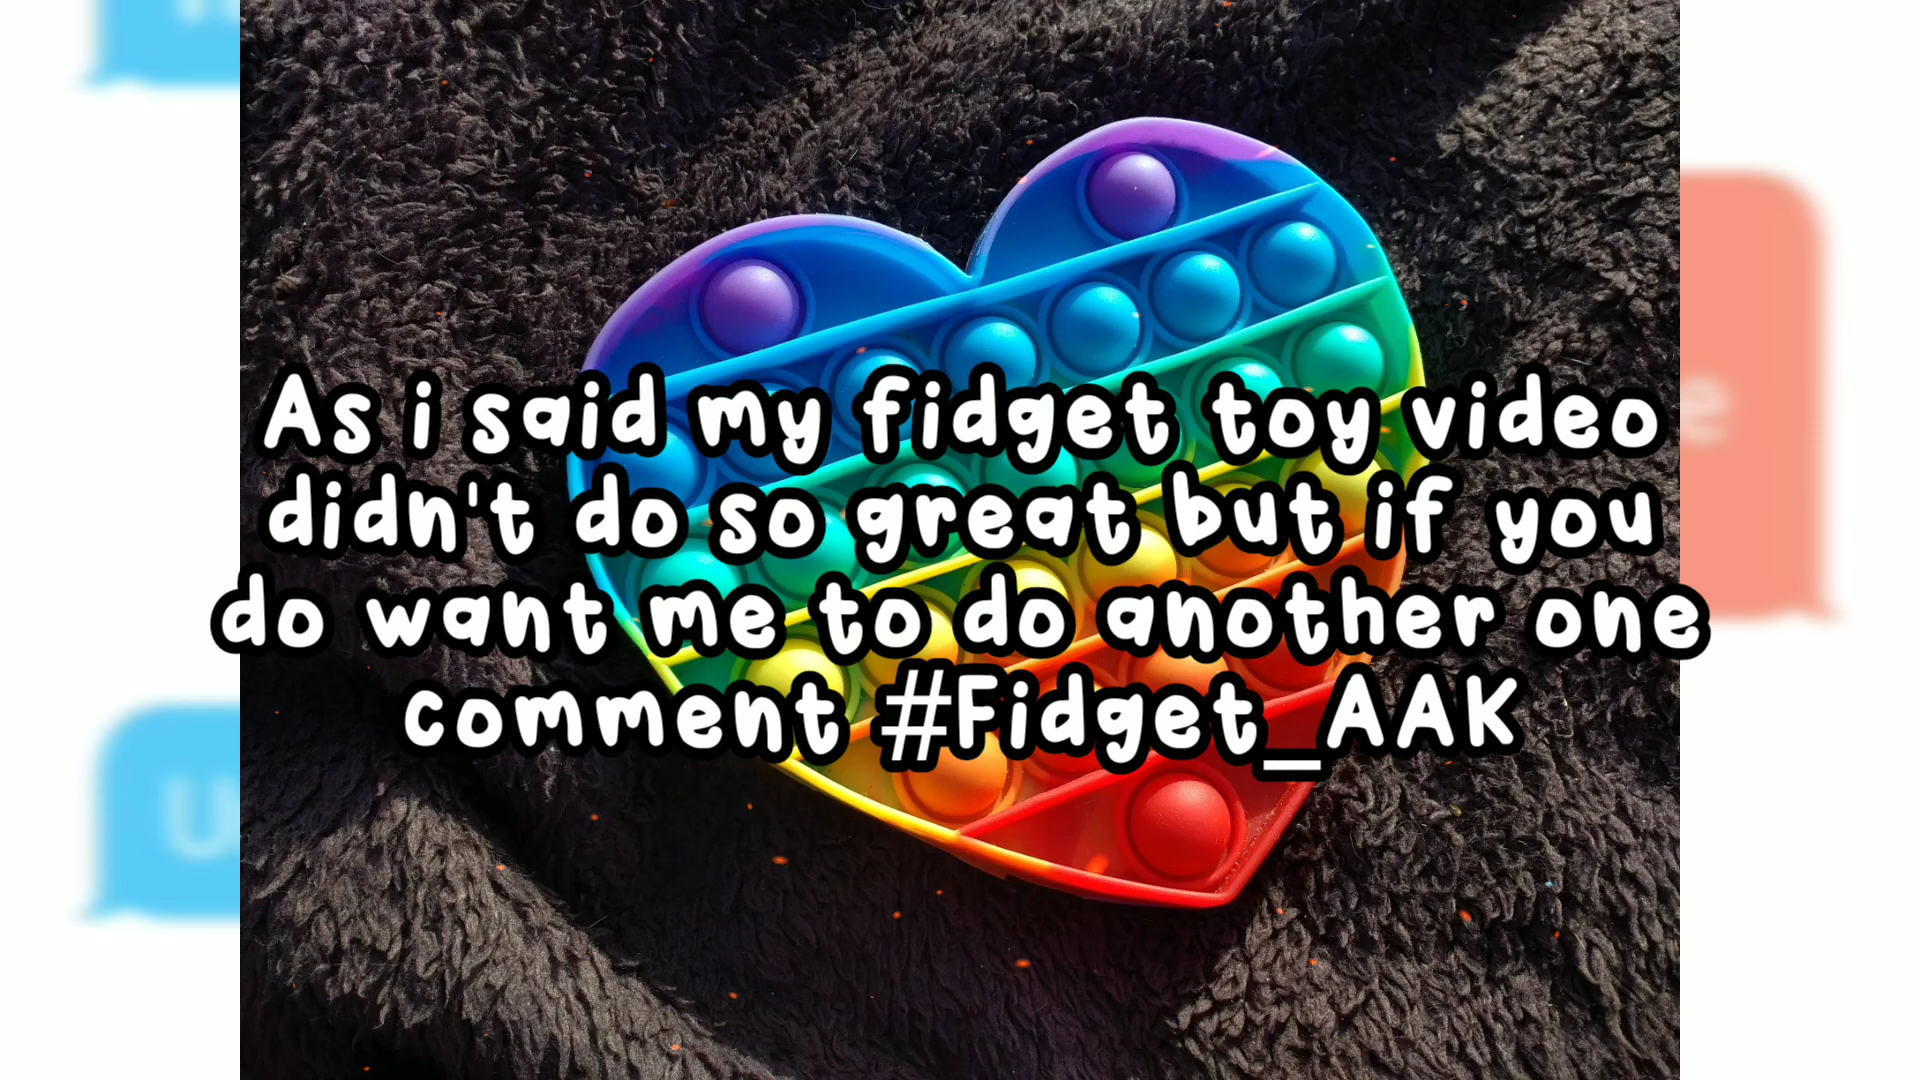 As i said my fidget toy video
didn't do so great but if you
do want me to do another one
comment #Fidget_AAK